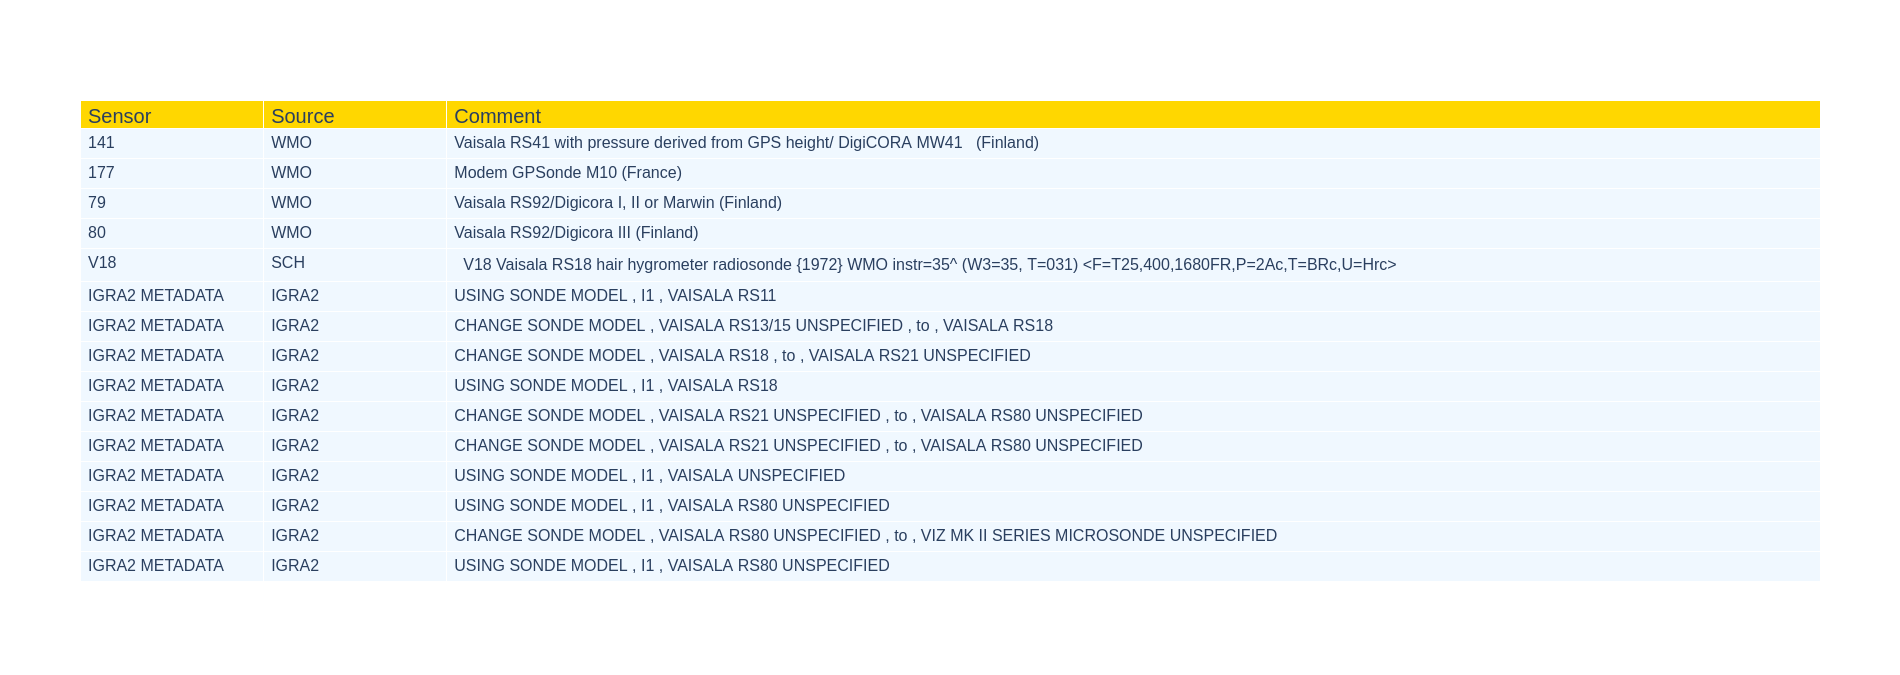 Sensor Source Comment
141 WMO Vaisala RS41 with pressure derived from GPS height/ DigiCORA MW41 (Finland)
177 WMO Modem GPSonde M10 (France)
79 WMO Vaisala RS92/Digicora I, II or Marwin (Finland)
80 WMO Vaisala RS92/Digicora III (Finland)
V18 SCH V18 Vaisala RS18 hair hygrometer radiosonde {1972} WMO instr=35^ (W3=35, T=031) <F=T25,400,1680FR,P=2Ac,T=BRc,U=Hrc>
IGRA2 METADATA IGRA2 USING SONDE MODEL , I1 , VAISALA RS11
IGRA2 METADATA IGRA2 CHANGE SONDE MODEL , VAISALA RS13/15 UNSPECIFIED , to , VAISALA RS18
IGRA2 METADATA IGRA2 CHANGE SONDE MODEL , VAISALA RS18 , to , VAISALA RS21 UNSPECIFIED
IGRA2 METADATA IGRA2 USING SONDE MODEL , I1 , VAISALA RS18
IGRA2 METADATA IGRA2 CHANGE SONDE MODEL , VAISALA RS21 UNSPECIFIED , to , VAISALA RS80 UNSPECIFIED
IGRA2 METADATA IGRA2 CHANGE SONDE MODEL , VAISALA RS21 UNSPECIFIED , to , VAISALA RS80 UNSPECIFIED
IGRA2 METADATA IGRA2 USING SONDE MODEL , I1 , VAISALA UNSPECIFIED
IGRA2 METADATA IGRA2 USING SONDE MODEL , I1 , VAISALA RS80 UNSPECIFIED
IGRA2 METADATA IGRA2 CHANGE SONDE MODEL , VAISALA RS80 UNSPECIFIED , to , VIZ MK II SERIES MICROSONDE UNSPECIFIED
IGRA2 METADATA IGRA2 USING SONDE MODEL , I1 , VAISALA RS80 UNSPECIFIED